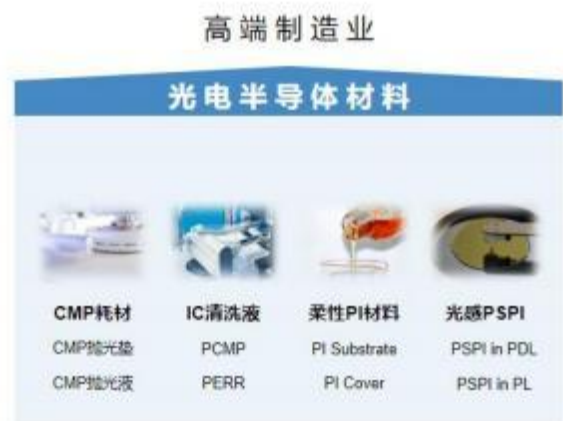 高端制造业
光电半导体材料
CMP耗材 IC清洗液 柔性PI材料 光感PSPI
CMP抛光垫 PCMP PI Substrate PSPI in PDL
CMP抛光液 PERR PI Cover PSPI in PL